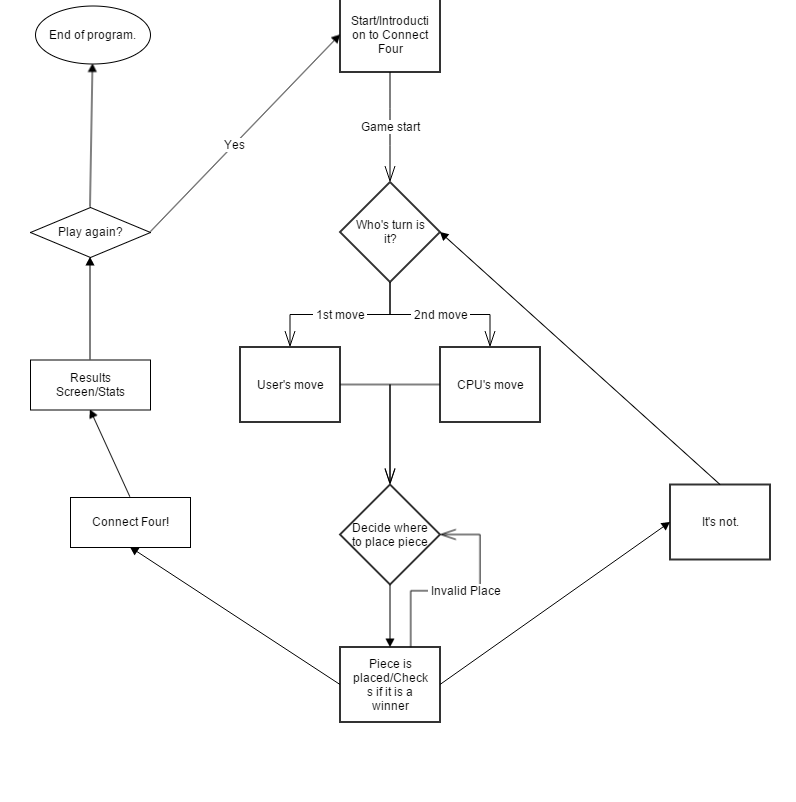 End of program.
Start/Introducti
on to Connect
Four
Game start
Yes
Play again?
Who's turn is
it?
1st move
2nd move
Results
Screen/Stats
User's move
CPU's move
Connect Four!
Decide where
to place piece
It's not.
Invalid Place
Piece is
placed/Check
s if it is a
winner